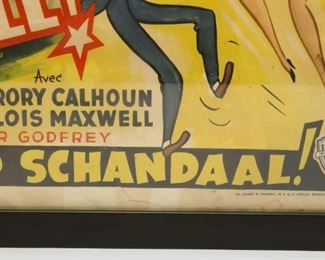 Avec
RORY CALHOUN
LOIS MAXWELL
R GODFREY
SCHANDAAL!